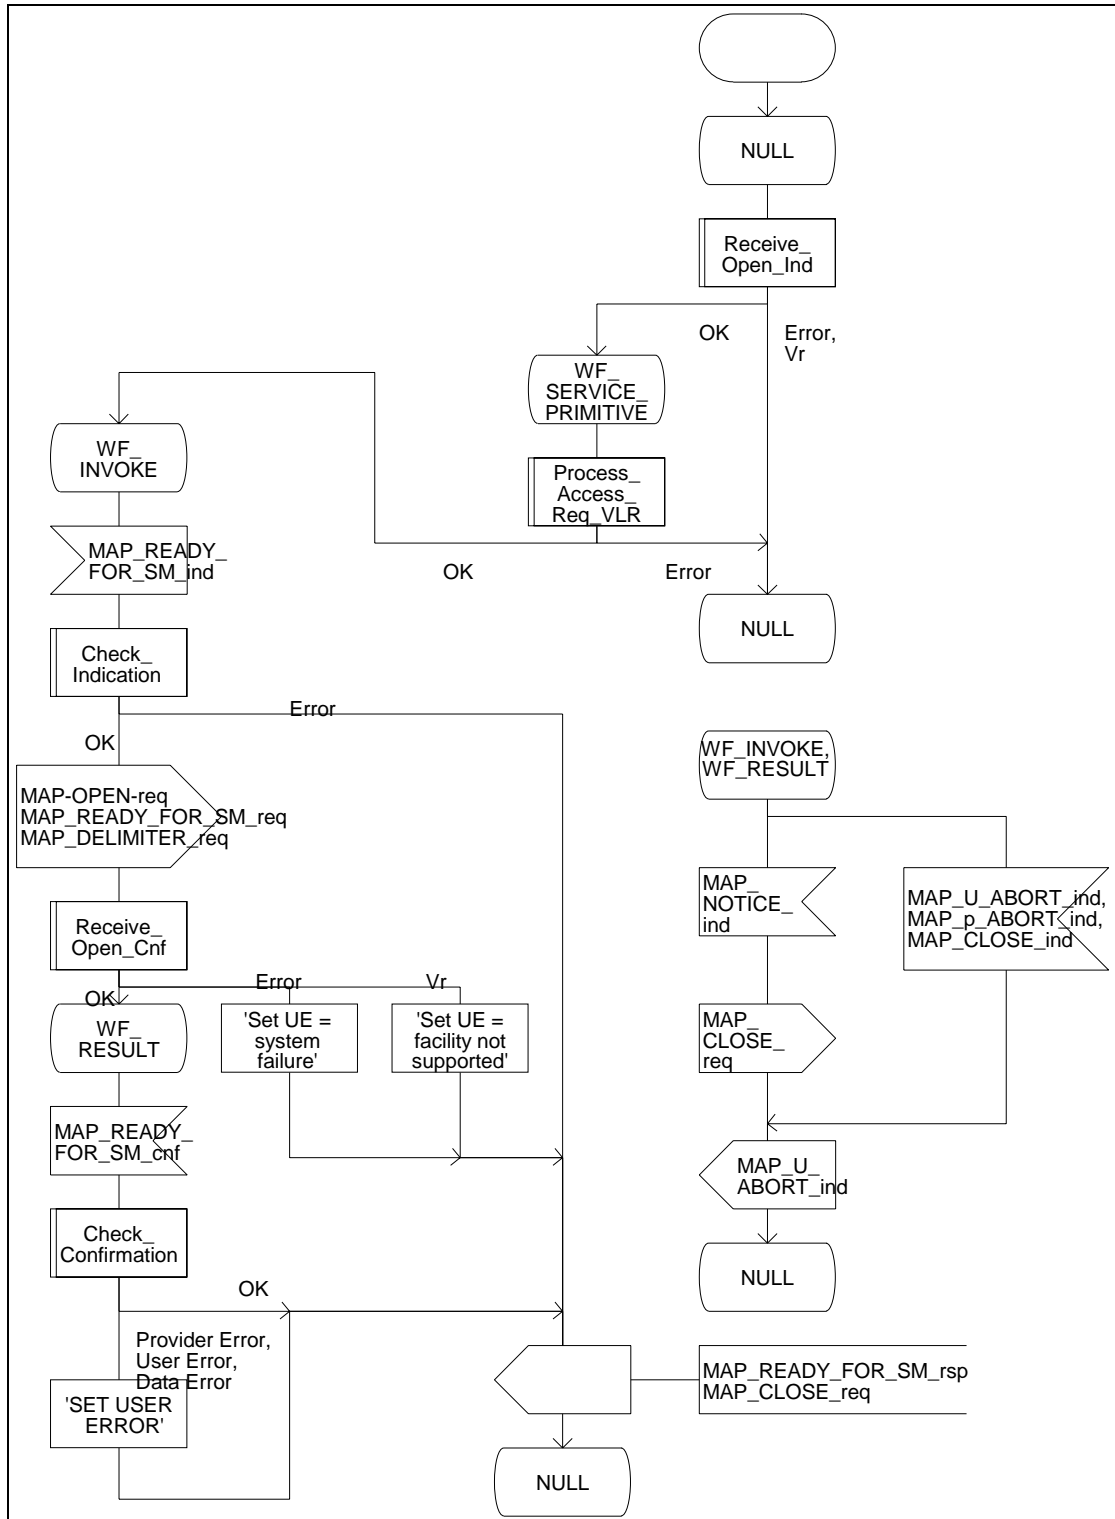 NULL
Receive_
Open_Ind
OK
Error,
Vr
WF_
SERVICE_
PRIMITIVE
WF_
INVOKE
Process_
Access_
Req_VLR
MAP_READY_
FOR_SM_ind
OK
Error
NULL
Check_
Indication
Error
OK
WF_INVOKE,
WF_RESULT
MAP-OPEN-req
MAP_READY_FOR_SM_req
MAP_DELIMITER_req
MAP_
NOTICE_
ind
MAP_U_ABORT_ind,
MAP_p_ABORT_ind,
MAP_CLOSE_ind
Receive_
Open_Cnf
Error
Vr
OK
WF_
RESULT
'Set UE =
system
failure'
'Set UE =
facility not
supported'
MAP_
CLOSE_
req
MAP_READY_
FOR_SM_cnf
MAP_U_
ABORT_ind
Check_
Confirmation
NULL
OK
Provider Error,
User Error,
Data Error
MAP_READY_FOR_SM_rsp
MAP_CLOSE_req
'SET USER
ERROR'
NULL